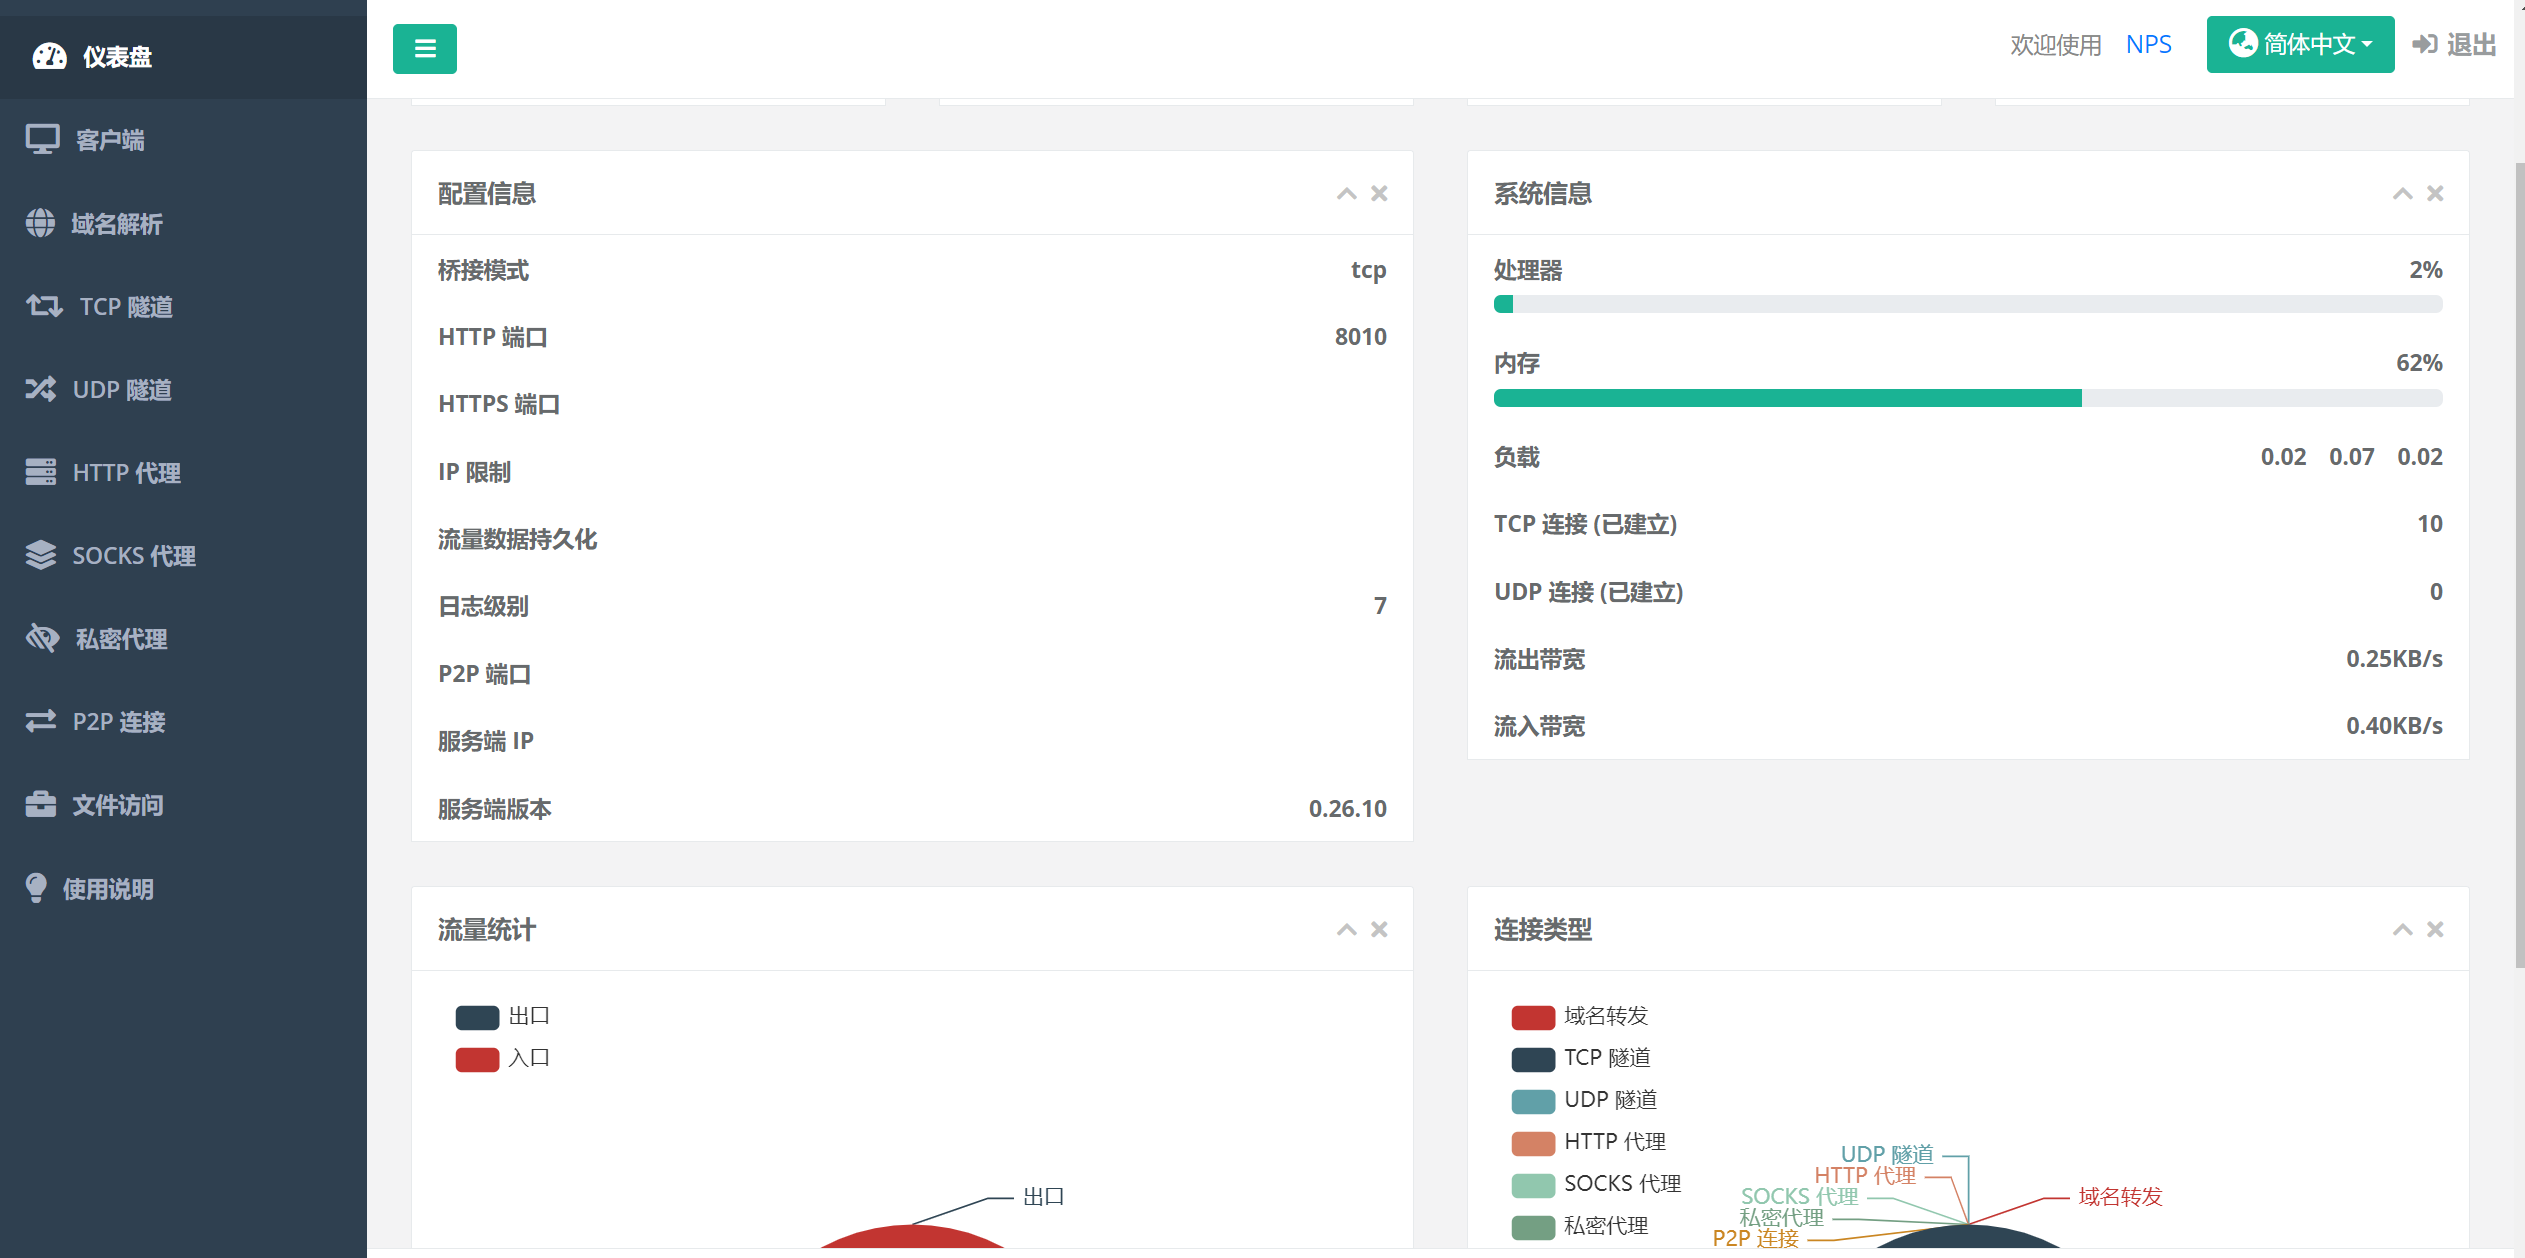 仪表盘
客户端
域名解析
TCP 隧道
UDP 隧道
HTTP 代理
SOCKS 代理
私密代理
P2P 连接
文件访问
使用说明
欢迎使用 NPS 简体中文 退出
配置信息
桥接模式 tcp
HTTP 端口 8010
HTTPS 端口
IP 限制
流量数据持久化
日志级别 7
P2P 端口
服务端 IP
服务端版本 0.26.10
系统信息
处理器 2%
内存 62%
负载 0.02 0.07 0.02
TCP 连接 (已建立) 10
UDP 连接 (已建立) 0
流出带宽 0.25KB/s
流入带宽 0.40KB/s
流量统计
出口
入口
出口
连接类型
域名转发
TCP 隧道
UDP 隧道
HTTP 代理
SOCKS 代理
私密代理
UDP 隧道
HTTP 代理
SOCKS 代理
私密代理
P2P 连接
域名转发